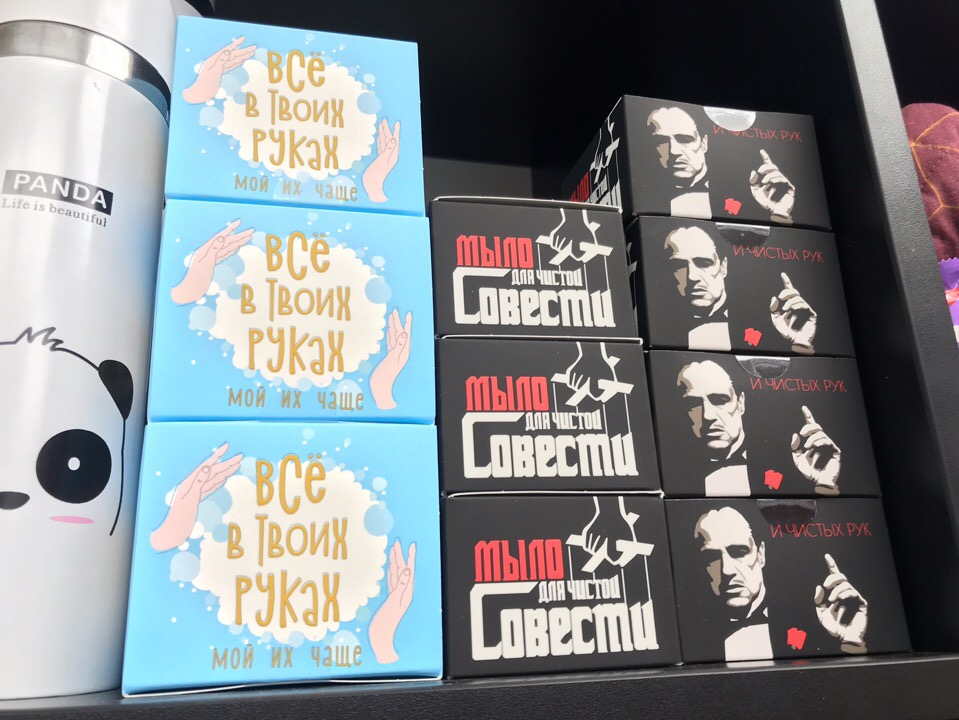 PANDA
Life is beautiful
ВСЁ
В ТВОИХ
РУКАХ
МОЙ ИХ ЧАЩЕ
ВСЁ
В ТВОИХ
РУКАХ
МОЙ ИХ ЧАЩЕ
ВСЁ
В ТВОИХ
РУКАХ
МОЙ ИХ ЧАЩЕ
МЫЛО
ДЛЯ ЧИСТОЙ
СОВЕСТИ
МЫЛО
ДЛЯ ЧИСТОЙ
СОВЕСТИ
МЫЛО
ДЛЯ ЧИСТОЙ
СОВЕСТИ
И ЧИСТЫХ РУК
И ЧИСТЫХ РУК
И ЧИСТЫХ РУК
И ЧИСТЫХ РУК